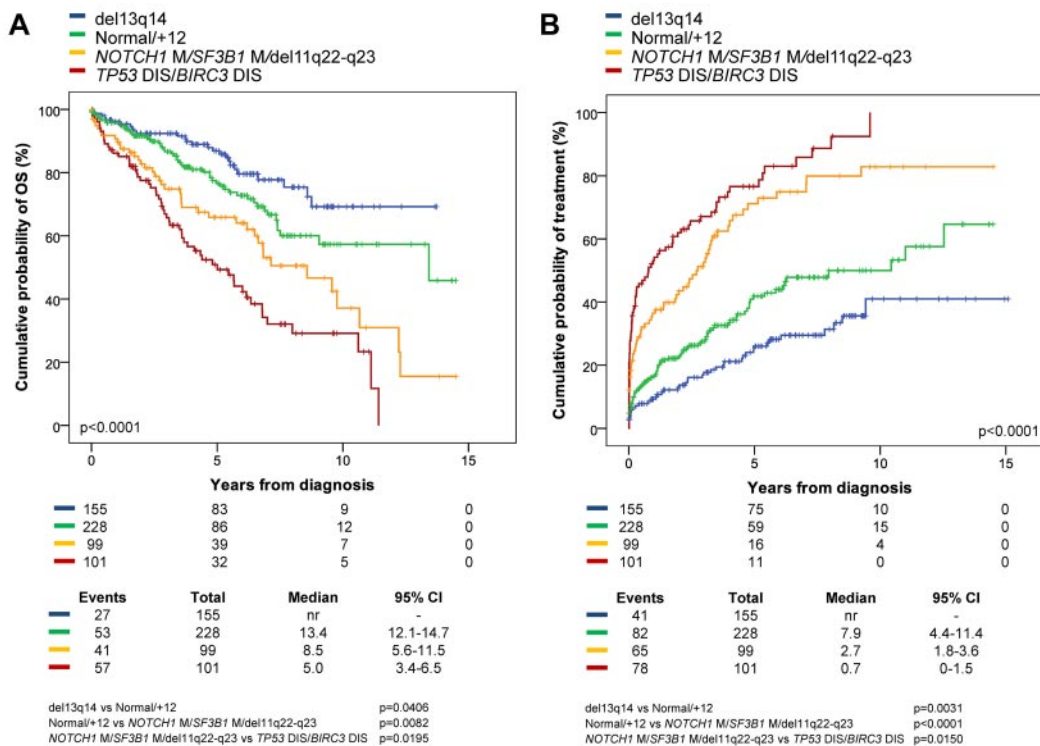 A
del13q14
Normal/+12
NOTCH1 M/SF3B1 M/del11q22-q23
TP53 DIS/BIRC3 DIS
Cumulative probability of OS (%)
100
80
60
40
20
0
p<0.0001
0 5 10 15
Years from diagnosis
155 83 9 0
228 86 12 0
99 39 7 0
101 32 5 0
Events Total Median 95% CI
27 155 nr -
53 228 13.4 12.1-14.7
41 99 8.5 5.6-11.5
57 101 5.0 3.4-6.5
del13q14 vs Normal/+12 p=0.0406
Normal/+12 vs NOTCH1 M/SF3B1 M/del11q22-q23 p=0.0082
NOTCH1 M/SF3B1 M/del11q22-q23 vs TP53 DIS/BIRC3 DIS p=0.0195
B
del13q14
Normal/+12
NOTCH1 M/SF3B1 M/del11q22-q23
TP53 DIS/BIRC3 DIS
Cumulative probability of treatment (%)
100
80
60
40
20
0
p<0.0001
0 5 10 15
Years from diagnosis
155 75 10 0
228 59 15 0
99 16 4 0
101 11 0 0
Events Total Median 95% CI
41 155 nr -
82 228 7.9 4.4-11.4
65 99 2.7 1.8-3.6
78 101 0.7 0-1.5
del13q14 vs Normal/+12 p=0.0031
Normal/+12 vs NOTCH1 M/SF3B1 M/del11q22-q23 p<0.0001
NOTCH1 M/SF3B1 M/del11q22-q23 vs TP53 DIS/BIRC3 DIS p=0.0150